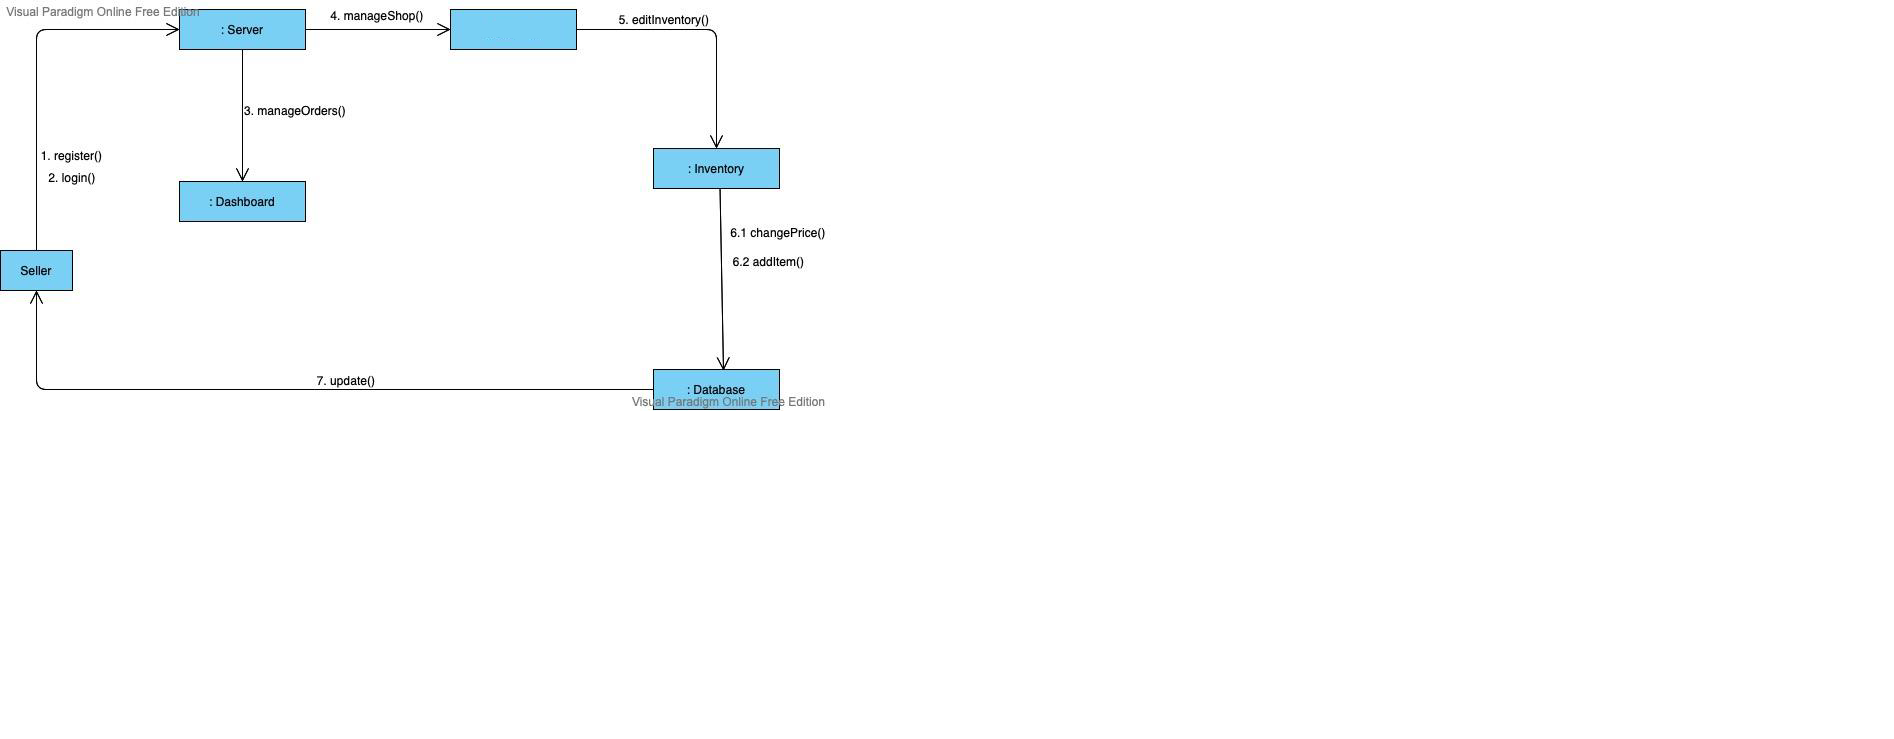 Visual Paradigm Online Free Edition
: Server
4. manageShop()
5. editInventory()
3. manageOrders()
1. register()
2. login()
: Inventory
: Dashboard
6.1 changePrice()
6.2 addItem()
Seller
7. update()
: Database
Visual Paradigm Online Free Edition